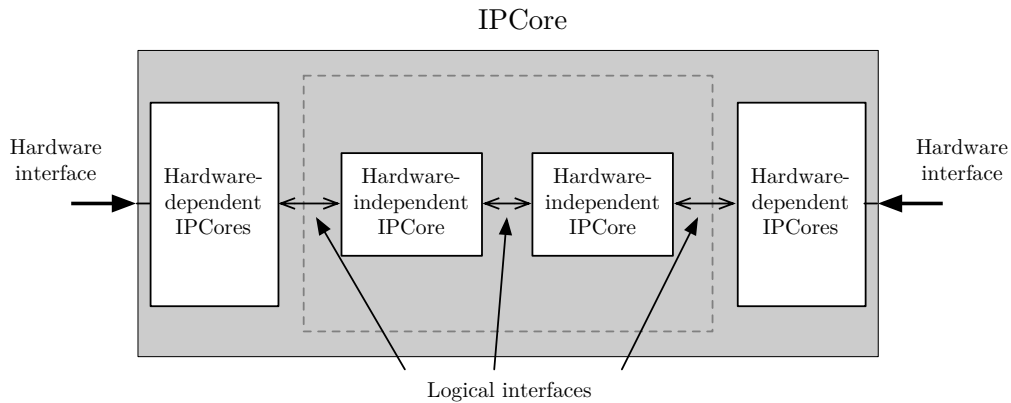 IPCore
Hardware
interface
Hardware-
dependent
IPCores
Hardware-
independent
IPCore
Hardware-
independent
IPCore
Hardware-
dependent
IPCores
Hardware
interface
Logical interfaces